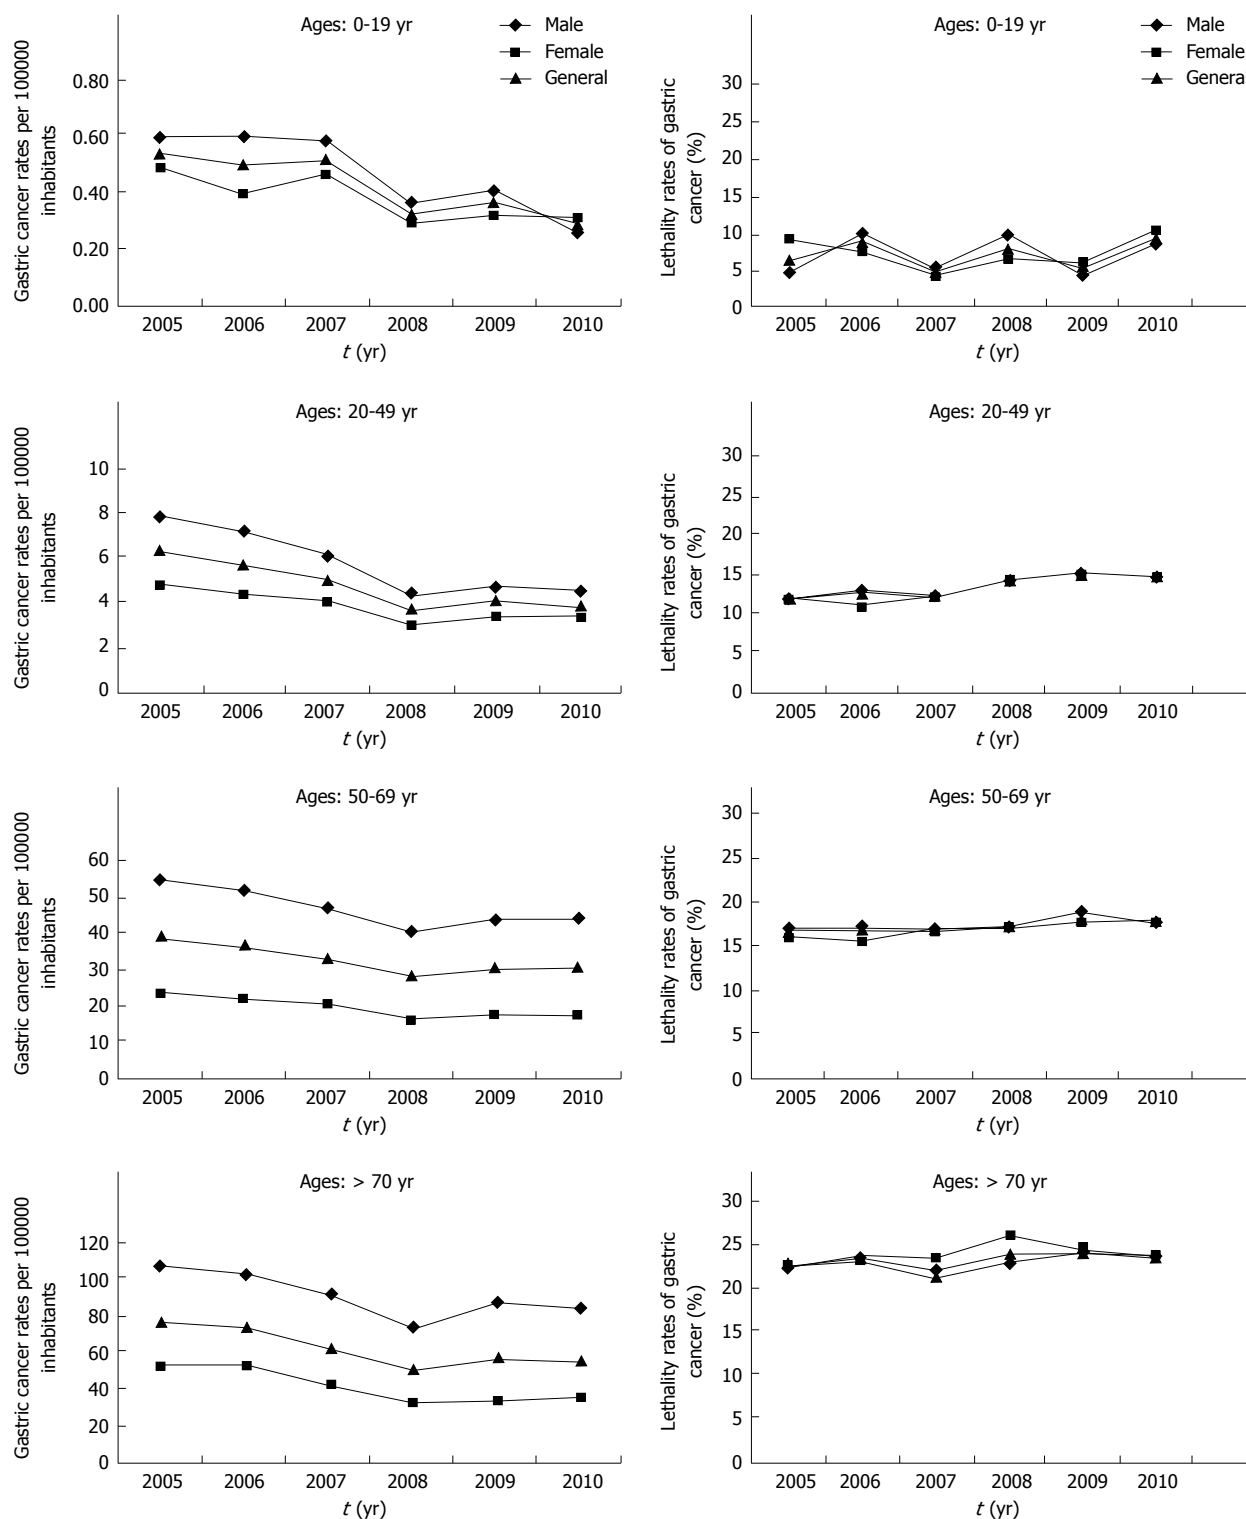 Ages: 0-19 yr
Male
Female
General
Gastric cancer rates per 100000
inhabitants
0.80
0.60
0.40
0.20
0.00
2005 2006 2007 2008 2009 2010
t (yr)
Ages: 0-19 yr
Male
Female
General
Lethality rates of gastric
cancer (%)
30
25
20
15
10
5
0
2005 2006 2007 2008 2009 2010
t (yr)
Ages: 20-49 yr
Gastric cancer rates per 100000
inhabitants
10
8
6
4
2
0
2005 2006 2007 2008 2009 2010
t (yr)
Ages: 20-49 yr
Lethality rates of gastric
cancer (%)
30
25
20
15
10
5
0
2005 2006 2007 2008 2009 2010
t (yr)
Ages: 50-69 yr
Gastric cancer rates per 100000
inhabitants
60
50
40
30
20
10
0
2005 2006 2007 2008 2009 2010
t (yr)
Ages: 50-69 yr
Lethality rates of gastric
cancer (%)
30
25
20
15
10
5
0
2005 2006 2007 2008 2009 2010
t (yr)
Ages: > 70 yr
Gastric cancer rates per 100000
inhabitants
120
100
80
60
40
20
0
2005 2006 2007 2008 2009 2010
t (yr)
Ages: > 70 yr
Lethality rates of gastric
cancer (%)
30
25
20
15
10
5
0
2005 2006 2007 2008 2009 2010
t (yr)